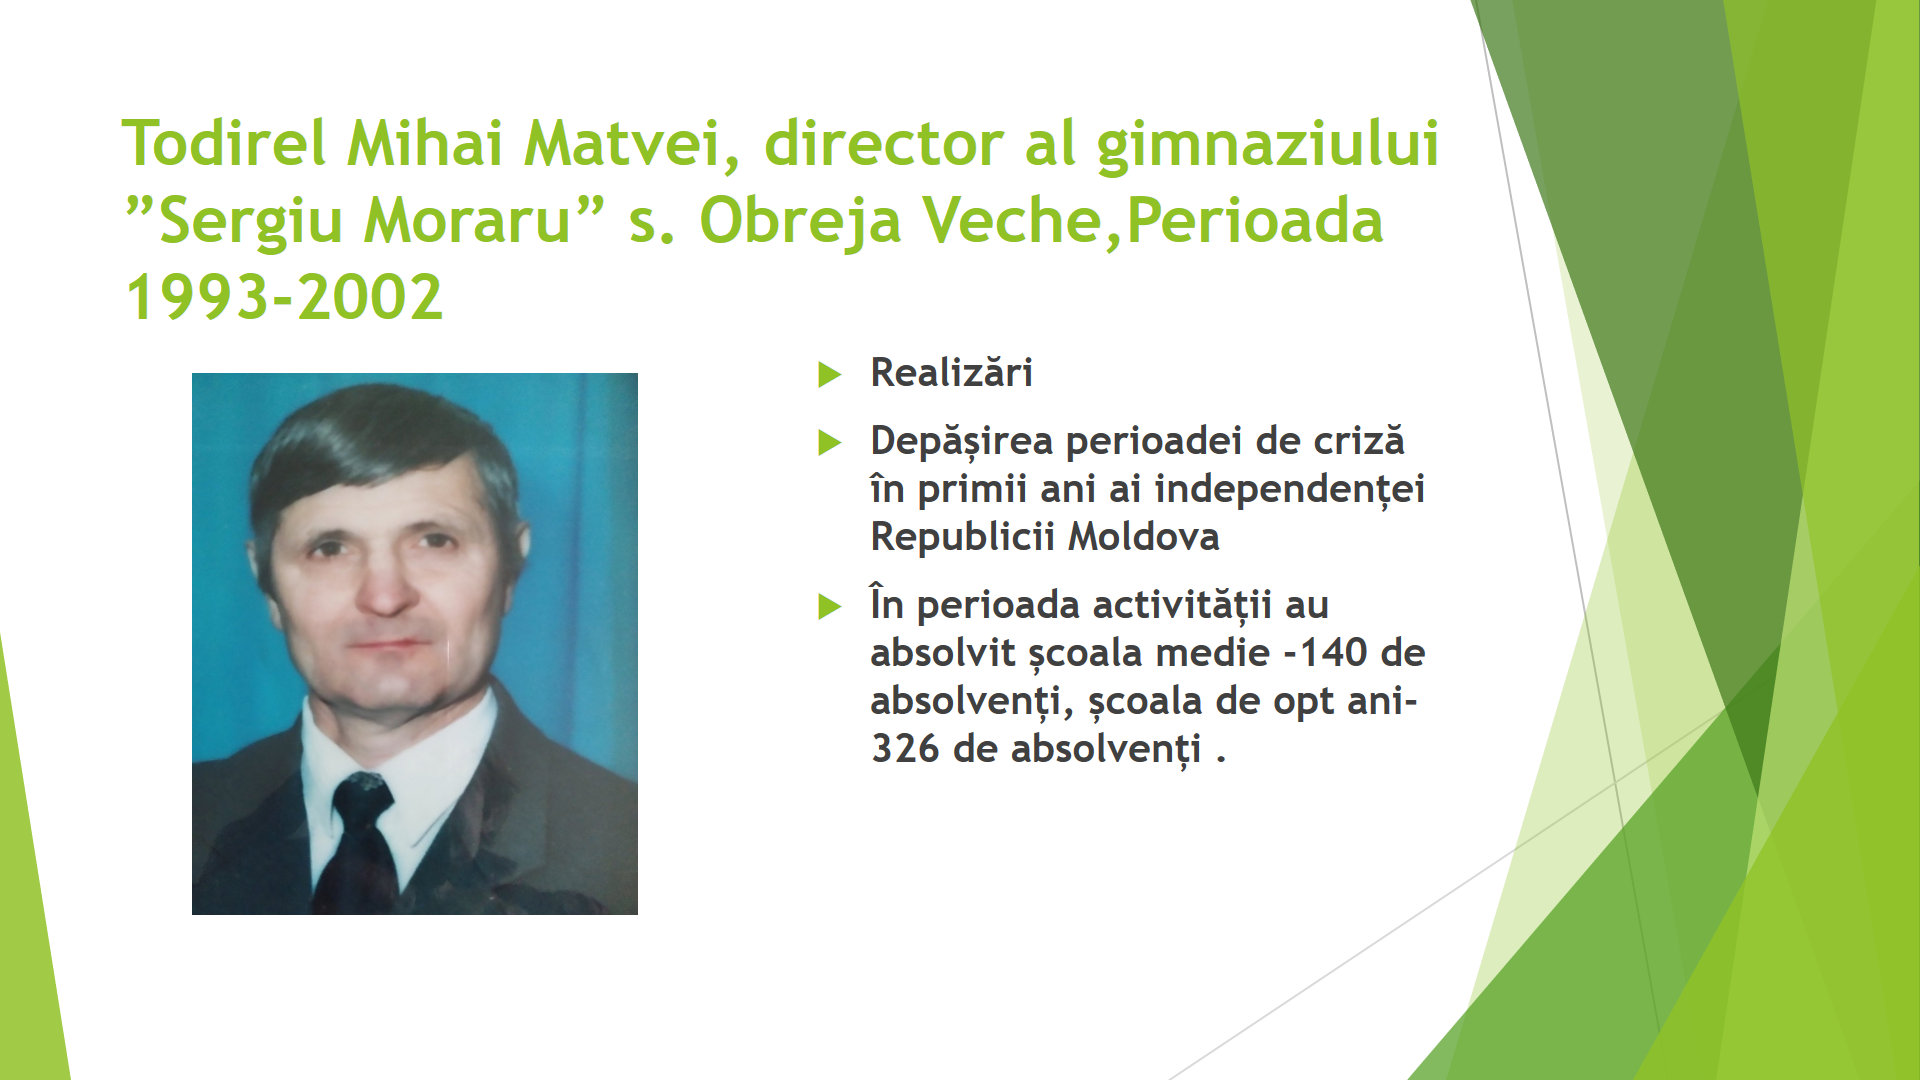 Todirel Mihai Matvei, director al gimnaziului
”Sergiu Moraru” s. Obreja Veche,Perioada
1993-2002
Realizări
Depășirea perioadei de criză
în primii ani ai independenței
Republicii Moldova
În perioada activității au
absolvit școala medie -140 de
absolvenți, școala de opt ani-
326 de absolvenți .